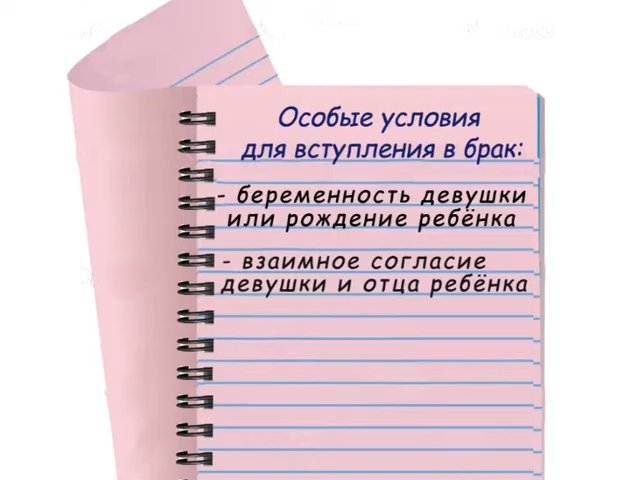 Особые условия
для вступления в брак:
- беременность девушки
или рождение ребёнка
- взаимное согласие
девушки и отца ребёнка